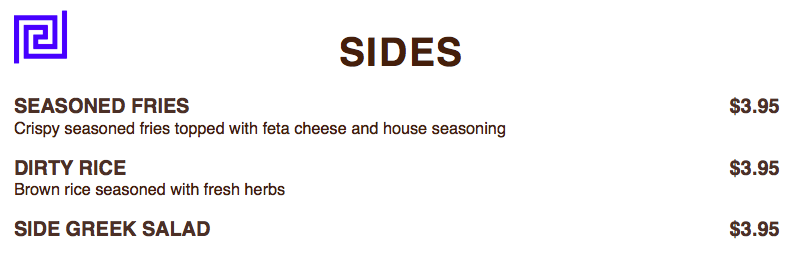 SIDES
SEASONED FRIES $3.95
Crispy seasoned fries topped with feta cheese and house seasoning
DIRTY RICE $3.95
Brown rice seasoned with fresh herbs
SIDE GREEK SALAD $3.95